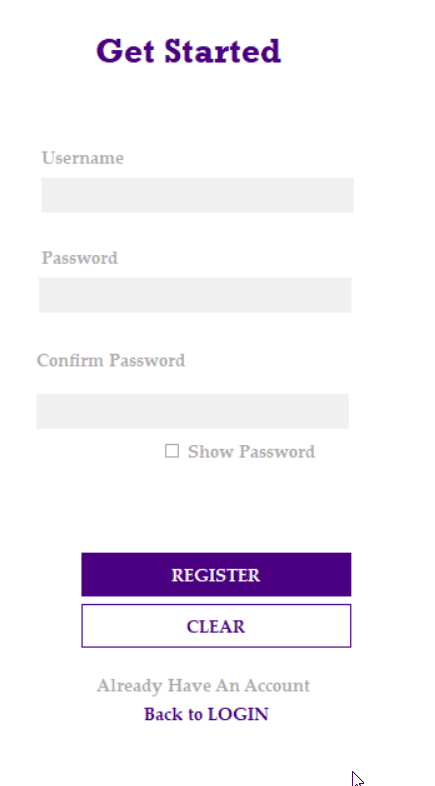 Get Started
Username
Password
Confirm Password
Show Password
REGISTER
CLEAR
Already Have An Account
Back to LOGIN